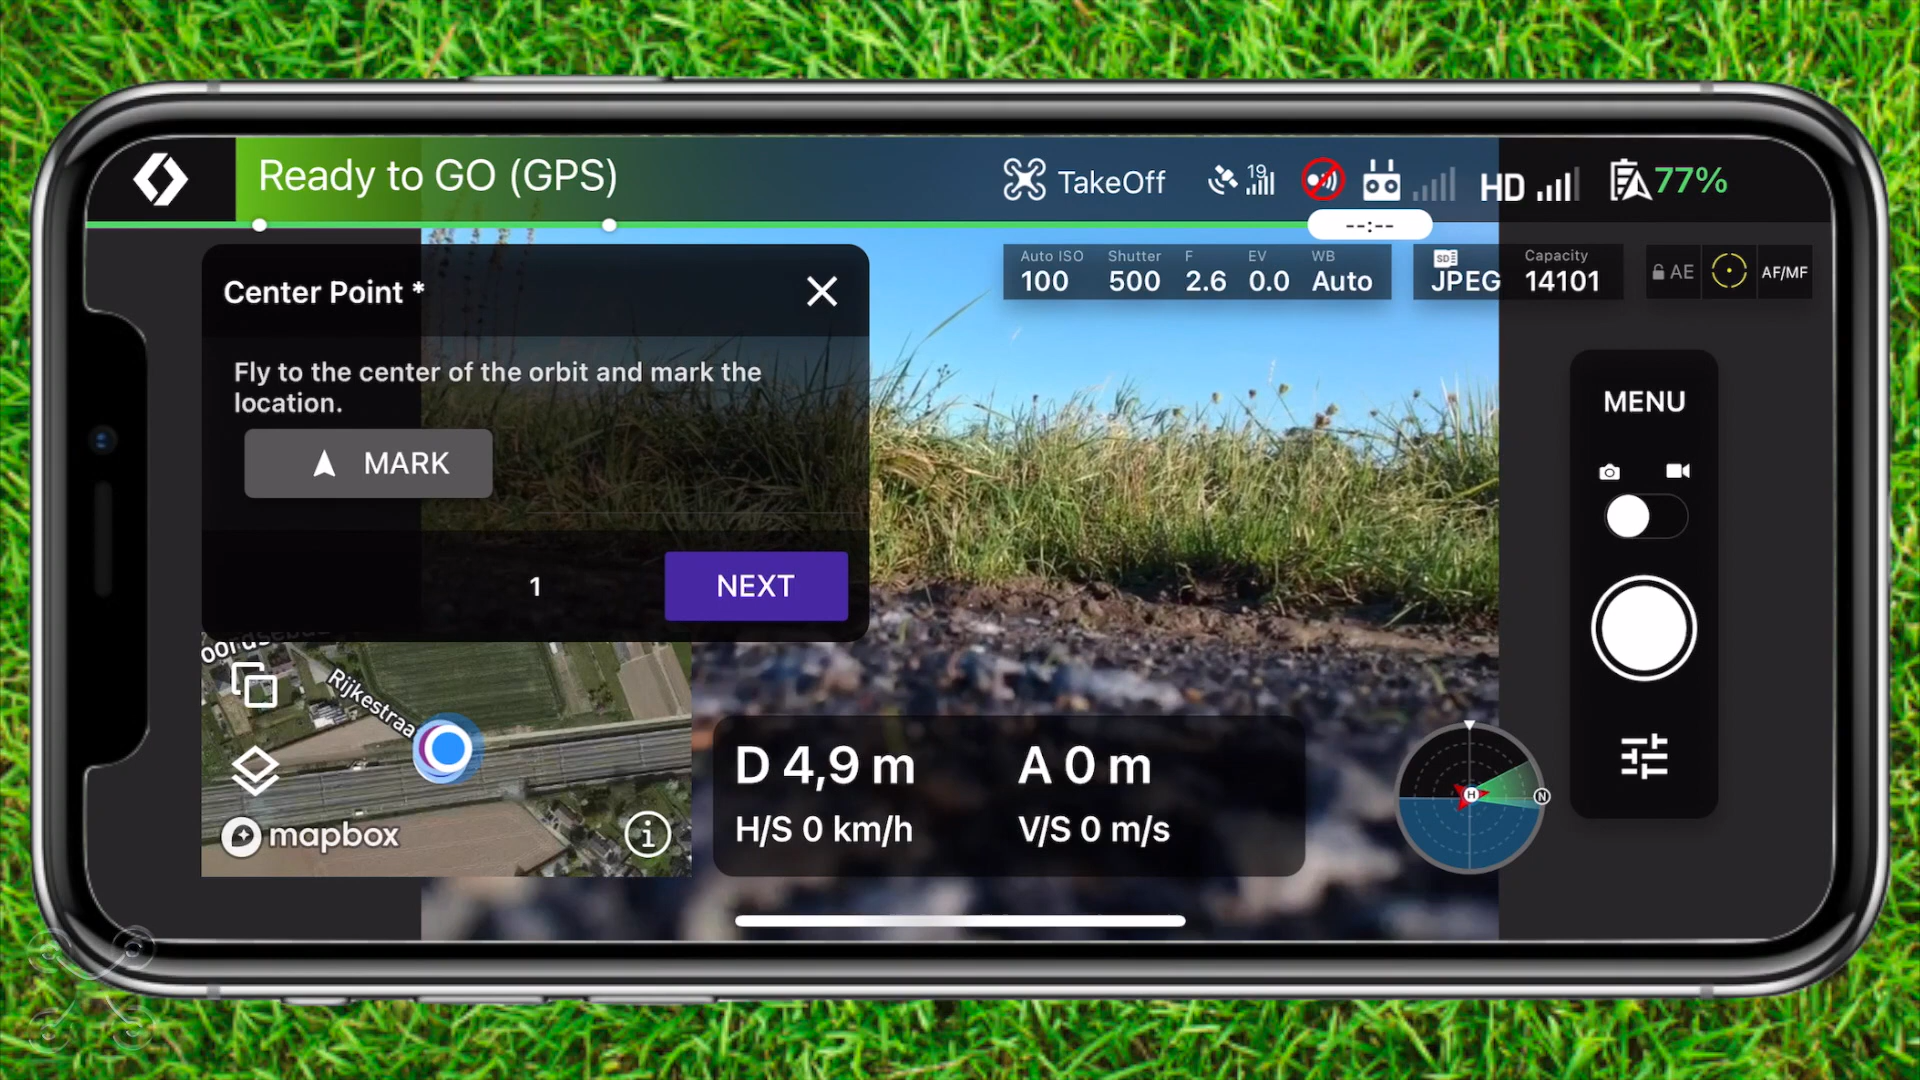 Ready to GO (GPS)
TakeOff
19
HD
77%
--:--
Center Point *
Fly to the center of the orbit and mark the
location.
MARK
1
NEXT
Auto ISO
100
Shutter
500
F
2.6
EV
0.0
WB
Auto
SD
JPEG
Capacity
14101
AE
AF/MF
MENU
Rijkestraa
mapbox
i
D 4,9 m
A 0 m
H/S 0 km/h
V/S 0 m/s
H
N